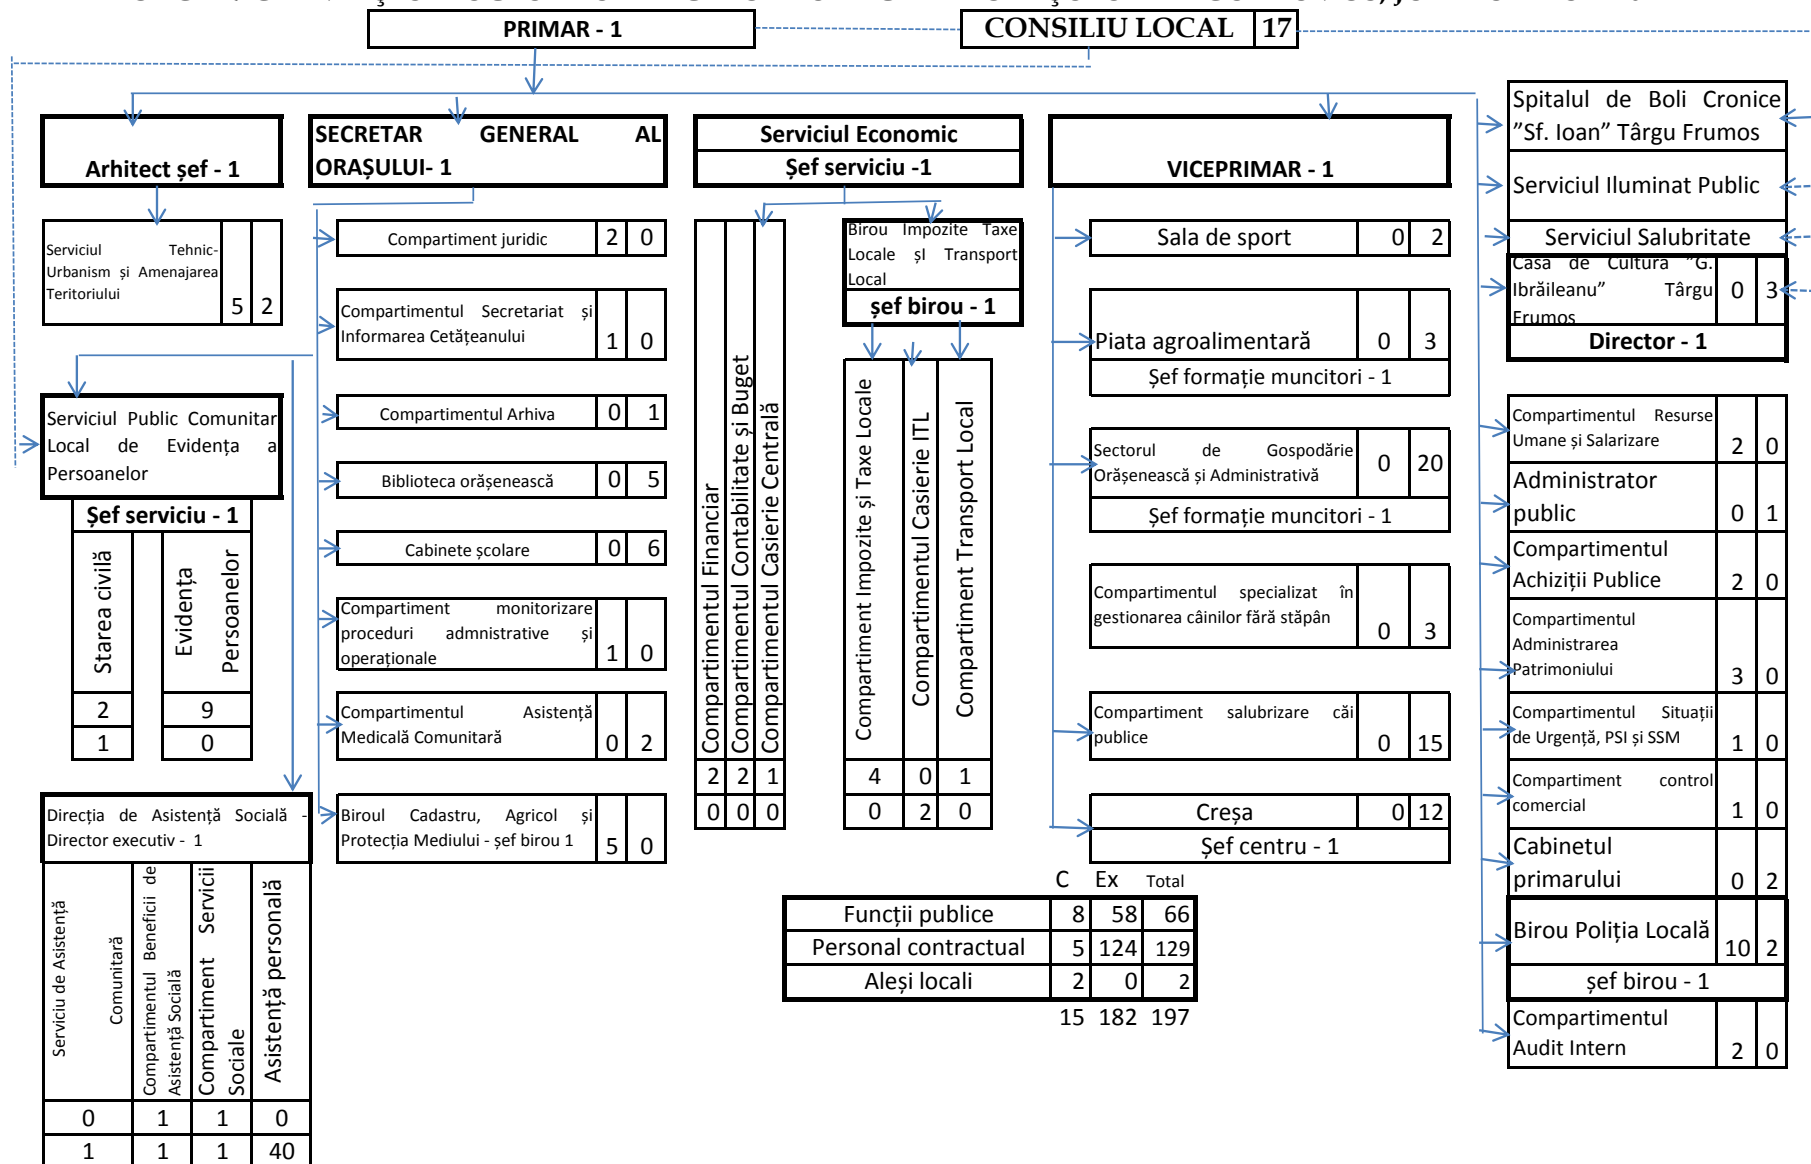 PRIMAR - 1
CONSILIU LOCAL 17
Arhitect șef - 1
SECRETAR GENERAL AL
ORAȘULUI- 1
Serviciul Economic
Șef serviciu -1
VICEPRIMAR - 1
Spitalul de Boli Cronice
”Sf. Ioan” Târgu Frumos
Serviciul Iluminat Public
Serviciul Salubritate
Casa de Cultura ”G.
Ibrăileanu” Târgu
Frumos
0 3
Director - 1
Serviciul Tehnic-
Urbanism și Amenajarea
Teritoriului
5 2
Serviciul Public Comunitar
Local de Evidența a
Persoanelor
Șef serviciu - 1
Starea civilă
2
1
Evidența
Persoanelor
9
0
Direcția de Asistență Socială -
Director executiv - 1
Serviciu de Asistență
Comunitară
0
1
Compartimentul Beneficii de
Asistență Socială
1
1
Compartiment Servicii
Sociale
1
1
Asistență personală
0
40
Compartiment juridic 2 0
Compartimentul Secretariat și
Informarea Cetățeanului 1 0
Compartimentul Arhiva 0 1
Biblioteca orășenească 0 5
Cabinete școlare 0 6
Compartiment monitorizare
proceduri admnistrative și
operaționale 1 0
Compartimentul Asistență
Medicală Comunitară 0 2
Biroul Cadastru, Agricol și
Protecția Mediului - șef birou 1 5 0
Compartimentul Financiar
2
0
Compartimentul Contabilitate și Buget
2
0
Compartimentul Casierie Centrală
1
0
Birou Impozite Taxe
Locale șI Transport
Local
șef birou - 1
Compartiment Impozite și Taxe Locale
4
0
Compartimentul Casierie ITL
0
2
Compartiment Transport Local
1
0
Sala de sport 0 2
Piata agroalimentară 0 3
Șef formație muncitori - 1
Sectorul de Gospodărie
Orășenească și Administrativă 0 20
Șef formație muncitori - 1
Compartimentul specializat în
gestionarea câinilor fără stăpân 0 3
Compartiment salubrizare căi
publice 0 15
Creșa 0 12
Șef centru - 1
Compartimentul Resurse
Umane și Salarizare 2 0
Administrator
public 0 1
Compartimentul
Achiziții Publice 2 0
Compartimentul
Administrarea
Patrimoniului 3 0
Compartimentul Situații
de Urgență, PSI și SSM 1 0
Compartiment control
comercial 1 0
Cabinetul
primarului 0 2
Birou Poliția Locală 10 2
șef birou - 1
Compartimentul
Audit Intern 2 0
C Ex Total
Funcții publice 8 58 66
Personal contractual 5 124 129
Aleși locali 2 0 2
15 182 197